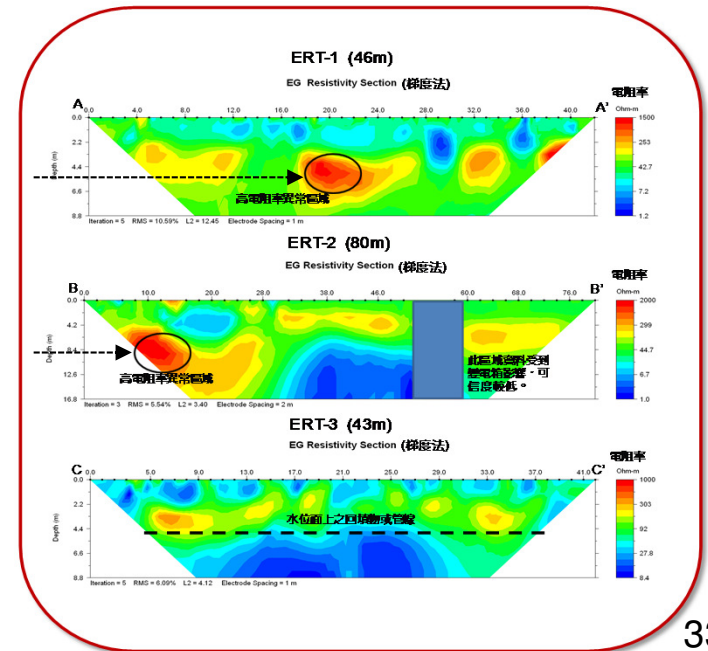 ERT-1 (46m)
EG Resistivity Section (梯度法)
電阻率
A A'
0.0 4.0 8.0 12.0 16.0 20.0 24.0 28.0 32.0 36.0 40.0
Ohm-m
0.0 2.2 4.4 6.6 8.8
Depth (m)
1500 253 42.7 7.2 1.2
高電阻率異常區域
Iteration = 5 RMS = 10.59% L2 = 12.45 Electrode Spacing = 1 m
ERT-2 (80m)
EG Resistivity Section (梯度法)
電阻率
B B'
0.0 10.0 18.0 28.0 38.0 48.0 60.0 68.0 76.0
Ohm-m
0.0 4.2 8.4 12.6 16.8
2000 299 44.7 6.7 1.0
高電阻率異常區域
此區域資料受到
變電箱影響，可
信度較低。
Iteration = 3 RMS = 5.54% L2 = 3.40 Electrode Spacing = 2 m
ERT-3 (43m)
EG Resistivity Section (梯度法)
電阻率
C C'
0.0 5.0 9.0 13.0 17.0 21.0 25.0 29.0 33.0 37.0 41.0
Ohm-m
0.0 2.2 4.4 6.6 8.8
Depth (m)
1000 303 92 27.8 8.4
水位面上之回填物或管線
Iteration = 5 RMS = 6.09% L2 = 4.12 Electrode Spacing = 1 m